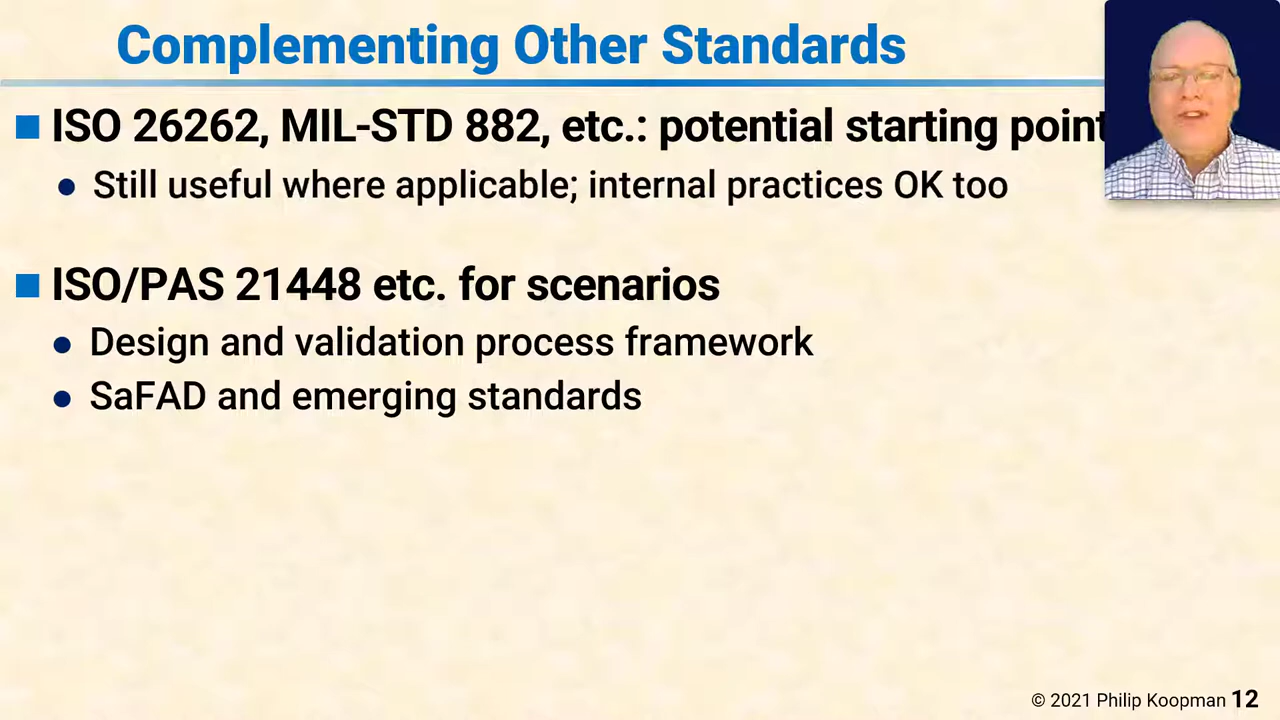 Complementing Other Standards
ISO 26262, MIL-STD 882, etc.: potential starting point
Still useful where applicable; internal practices OK too
ISO/PAS 21448 etc. for scenarios
Design and validation process framework
SaFAD and emerging standards
© 2021 Philip Koopman 12